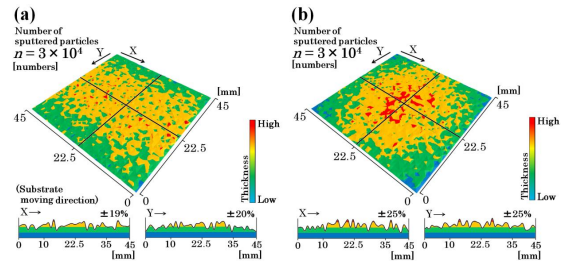 (a)
Number of
sputtered particles
n = 3 × 10⁴
[numbers]
Y
X
[mm]
45
45
22.5
22.5
0
0
High
Thickness
Low
(Substrate
moving direction)
X→
±19%
0 10 22.5 35 45
[mm]
Y→
±20%
0 10 22.5 35 45
[mm]
(b)
Number of
sputtered particles
n = 3 × 10⁴
[numbers]
Y
X
[mm]
45
45
22.5
22.5
0
0
High
Thickness
Low
X→
±25%
0 10 22.5 35 45
[mm]
Y→
±25%
0 10 22.5 35 45
[mm]